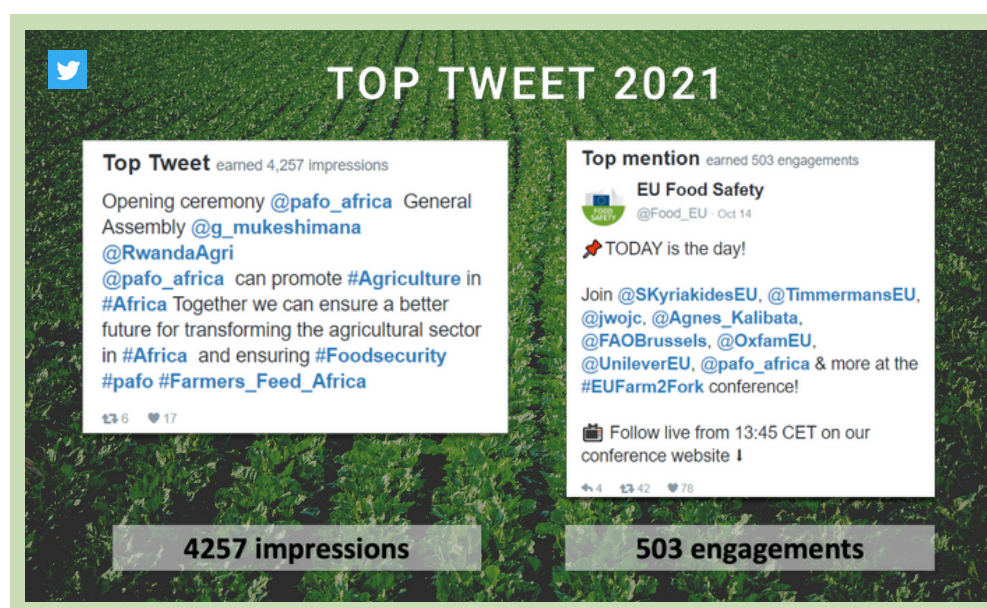 TOP TWEET 2021
Top Tweet earned 4,257 impressions
Opening ceremony @pafo_africa General
Assembly @g_mukeshimana
@RwandaAgri
@pafo_africa can promote #Agriculture in
#Africa Together we can ensure a better
future for transforming the agricultural sector
in #Africa and ensuring #Foodsecurity
#pafo #Farmers_Feed_Africa
6 17
4257 impressions
Top mention earned 503 engagements
FOOD
SAFETY
EU Food Safety
@Food_EU · Oct 14
📌TODAY is the day!
Join @SKyriakidesEU, @TimmermansEU,
@jwojc, @Agnes_Kalibata,
@FAOBrussels, @OxfamEU,
@UnileverEU, @pafo_africa & more at the
#EUFarm2Fork conference!
📺 Follow live from 13:45 CET on our
conference website ⬇
4 42 78
503 engagements